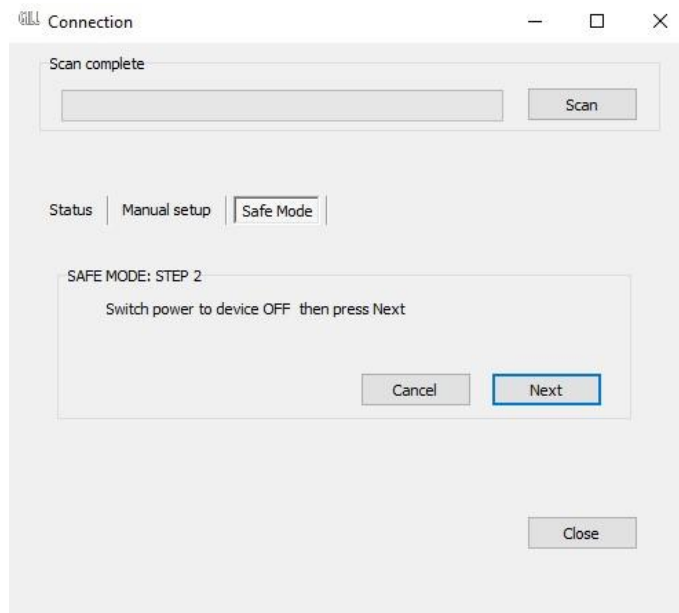 GILL Connection
Scan complete
Scan
Status Manual setup Safe Mode
SAFE MODE: STEP 2
Switch power to device OFF then press Next
Cancel Next
Close